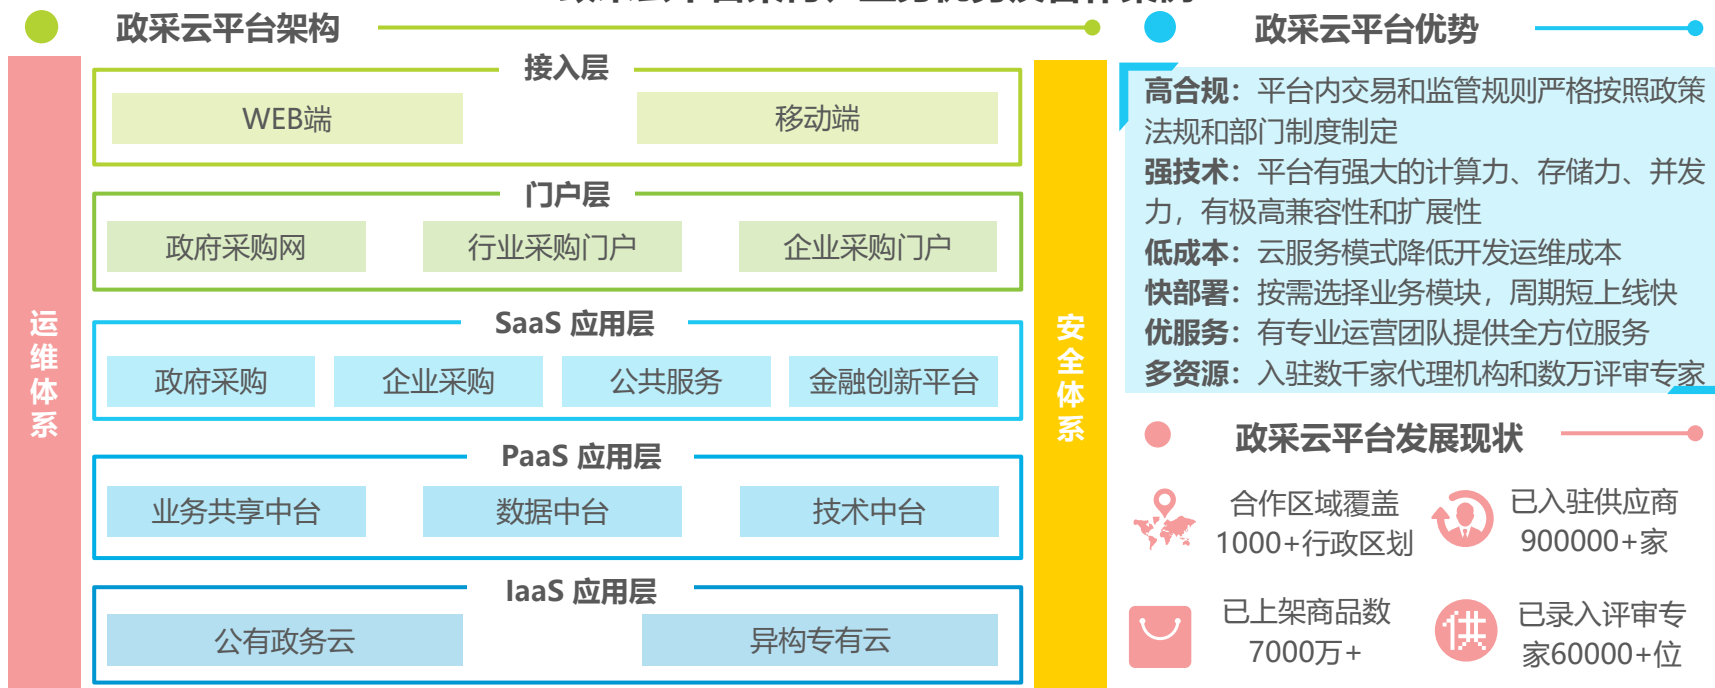 政采云平台架构
接入层
WEB端
移动端
门户层
政府采购网
行业采购门户
企业采购门户
SaaS 应用层
政府采购
企业采购
公共服务
金融创新平台
PaaS 应用层
业务共享中台
数据中台
技术中台
IaaS 应用层
公有政务云
异构专有云
运维体系
安全体系
政采云平台优势
高合规：平台内交易和监管规则严格按照政策
法规和部门制度制定
强技术：平台有强大的计算力、存储力、并发
力，有极高兼容性和扩展性
低成本：云服务模式降低开发运维成本
快部署：按需选择业务模块，周期短上线快
优服务：有专业运营团队提供全方位服务
多资源：入驻数千家代理机构和数万评审专家
政采云平台发展现状
合作区域覆盖
1000+行政区划
已入驻供应商
900000+家
已上架商品数
7000万+
供
已录入评审专
家60000+位